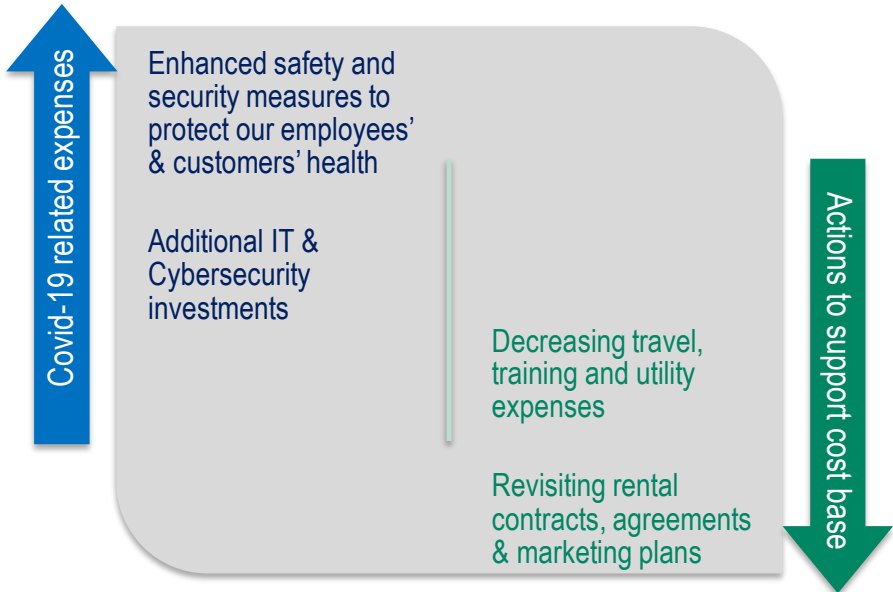 Covid-19 related expenses
Enhanced safety and
security measures to
protect our employees’
& customers’ health
Additional IT &
Cybersecurity
investments
Decreasing travel,
training and utility
expenses
Revisiting rental
contracts, agreements
& marketing plans
Actions to support cost base